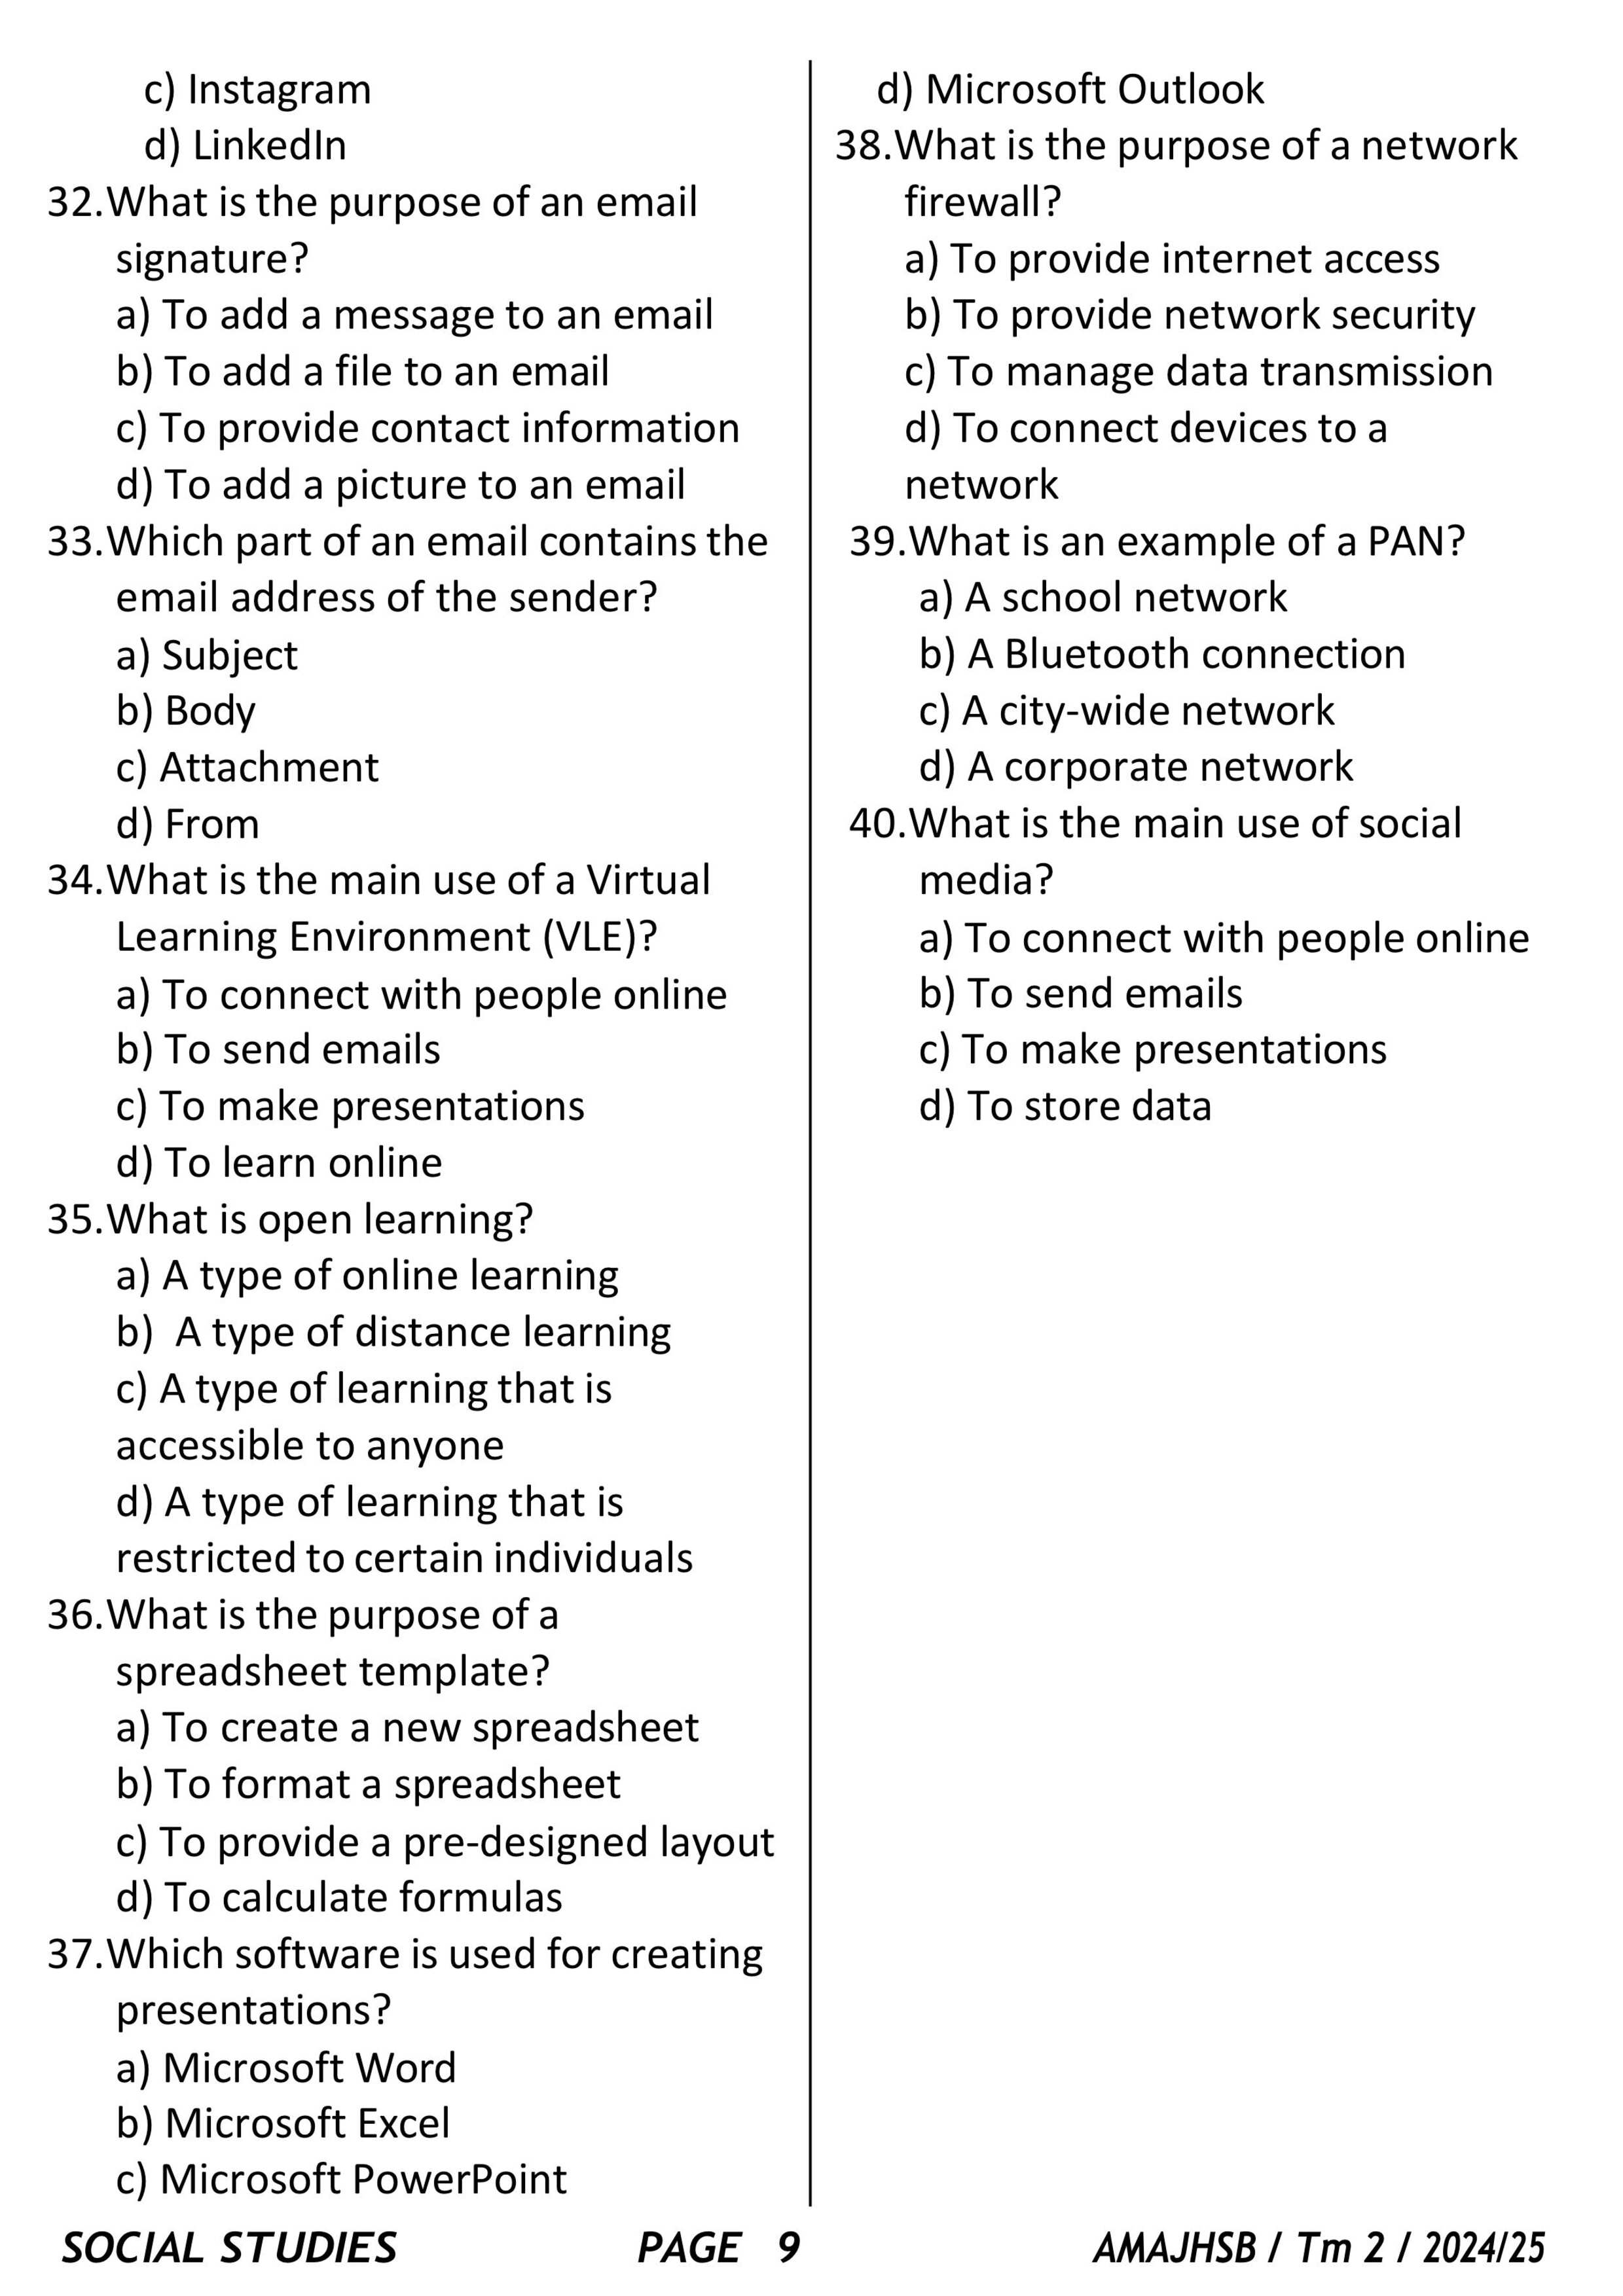 c) Instagram
d) LinkedIn
32.What is the purpose of an email
signature?
a) To add a message to an email
b) To add a file to an email
c) To provide contact information
d) To add a picture to an email
33.Which part of an email contains the
email address of the sender?
a) Subject
b) Body
c) Attachment
d) From
34.What is the main use of a Virtual
Learning Environment (VLE)?
a) To connect with people online
b) To send emails
c) To make presentations
d) To learn online
35.What is open learning?
a) A type of online learning
b) A type of distance learning
c) A type of learning that is
accessible to anyone
d) A type of learning that is
restricted to certain individuals
36.What is the purpose of a
spreadsheet template?
a) To create a new spreadsheet
b) To format a spreadsheet
c) To provide a pre-designed layout
d) To calculate formulas
37.Which software is used for creating
presentations?
a) Microsoft Word
b) Microsoft Excel
c) Microsoft PowerPoint
d) Microsoft Outlook
38.What is the purpose of a network
firewall?
a) To provide internet access
b) To provide network security
c) To manage data transmission
d) To connect devices to a
network
39.What is an example of a PAN?
a) A school network
b) A Bluetooth connection
c) A city-wide network
d) A corporate network
40.What is the main use of social
media?
a) To connect with people online
b) To send emails
c) To make presentations
d) To store data
SOCIAL STUDIES PAGE 9 AMAJHSB / Tm 2 / 2024/25